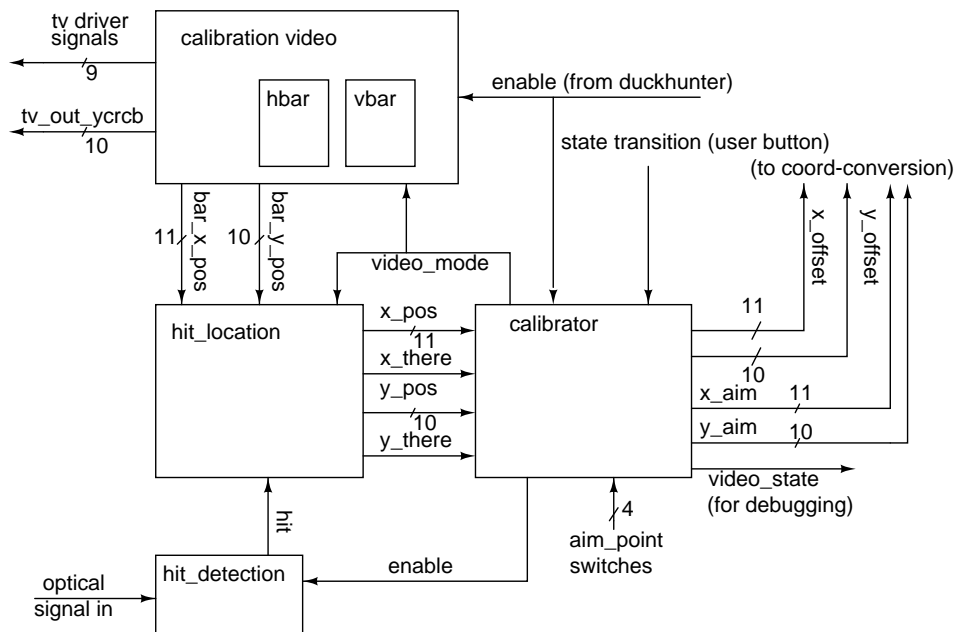 tv driver
signals
9
tv_out_ycrcb
10
calibration video
hbar
vbar
enable (from duckhunter)
state transition (user button)
(to coord-conversion)
11
bar_x_pos
10
bar_y_pos
video_mode
x_offset
y_offset
hit_location
x_pos
11
x_there
y_pos
10
y_there
calibrator
11
10
x_aim
11
y_aim
10
video_state
(for debugging)
4
aim_point
switches
hit
enable
hit_detection
optical
signal in